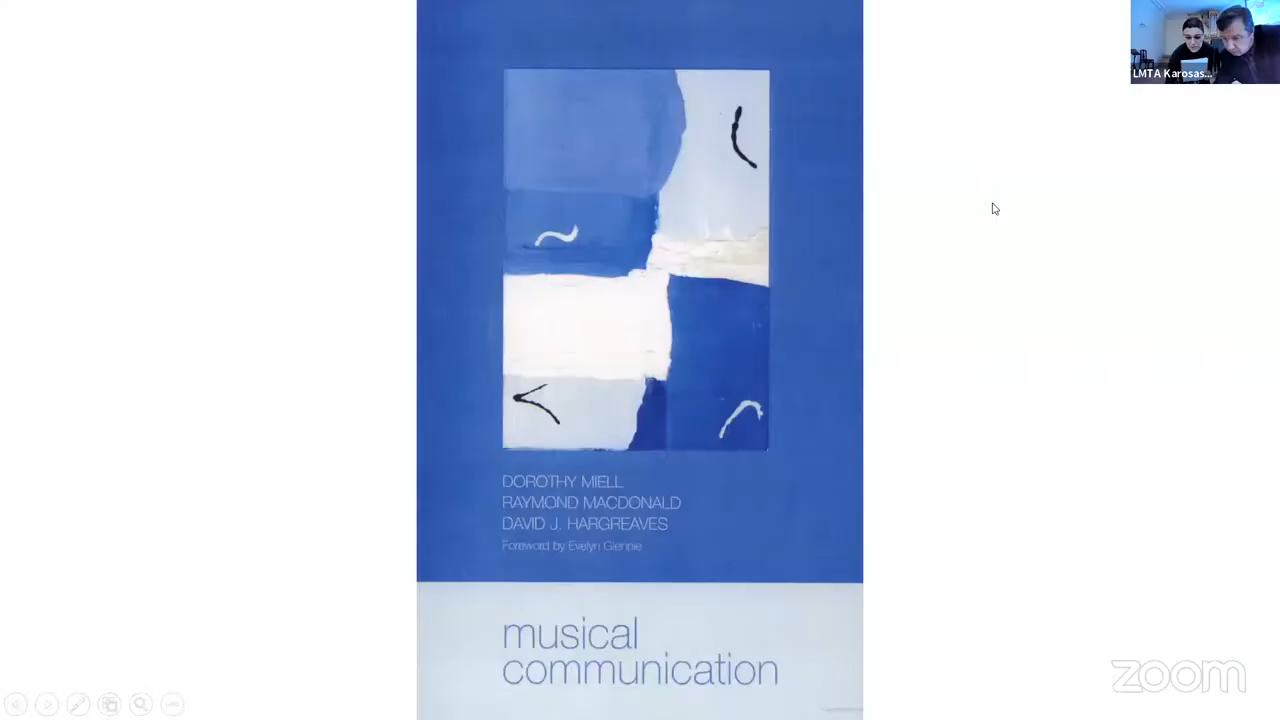 LMTA Karosas...
DOROTHY MIELL
RAYMOND MACDONALD
DAVID J. HARGREAVES
Foreword by Evelyn Glennie
musical
communication
zoom